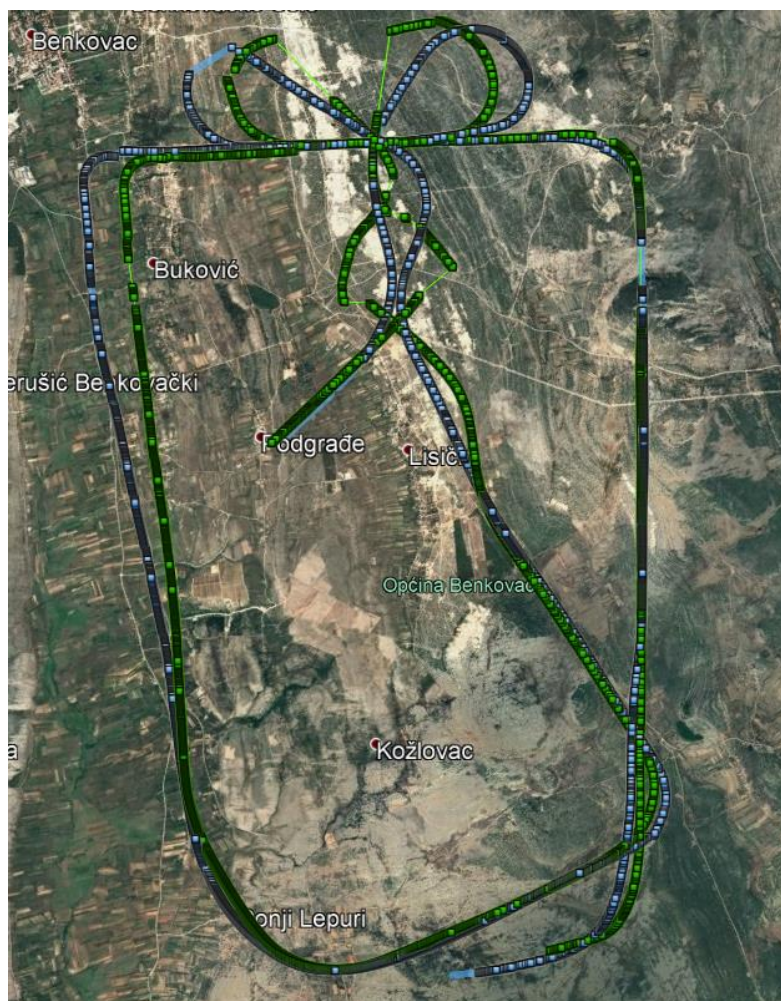 Benkovac
Buković
erušić Benkovački
Podgrađe
Lisič
Općina Benkovac
Kožlovac
a
onji Lepuri